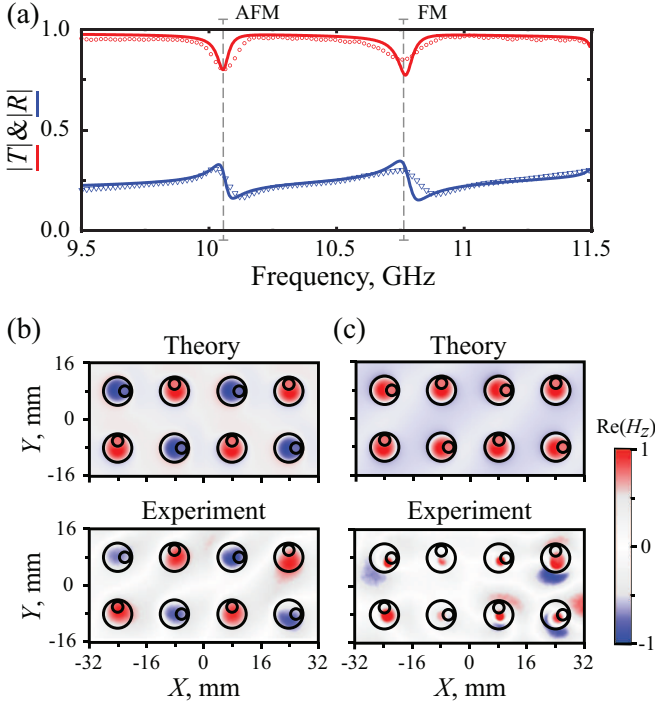 (a)
AFM
FM
|T|&|R|
1.0
0.5
0.0
9.5
10
10.5
11
11.5
Frequency, GHz
(b)
(c)
Theory
Theory
Y, mm
16
0
-16
Re(Hz)
1
0
-1
Experiment
Experiment
Y, mm
16
0
-16
-32
-16
0
16
32
-32
-16
0
16
32
X, mm
X, mm